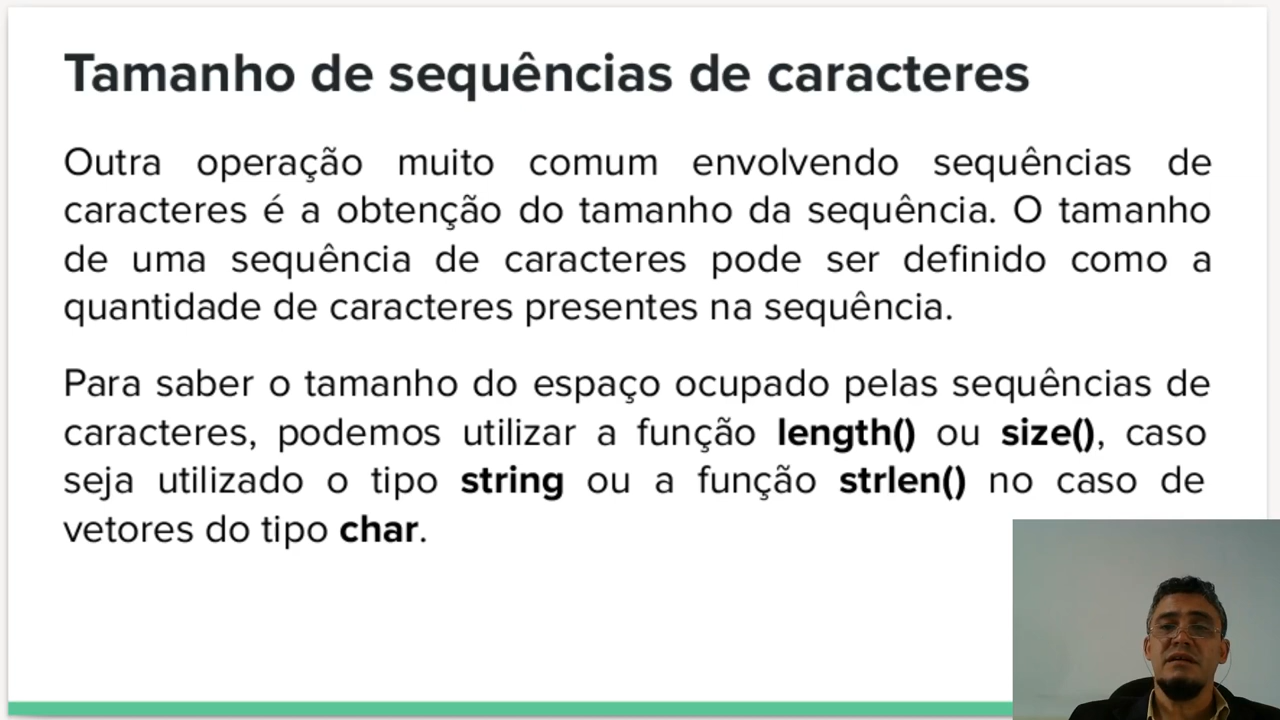 Tamanho de sequências de caracteres
Outra operação muito comum envolvendo sequências de
caracteres é a obtenção do tamanho da sequência. O tamanho
de uma sequência de caracteres pode ser definido como a
quantidade de caracteres presentes na sequência.
Para saber o tamanho do espaço ocupado pelas sequências de
caracteres, podemos utilizar a função length() ou size(), caso
seja utilizado o tipo string ou a função strlen() no caso de
vetores do tipo char.